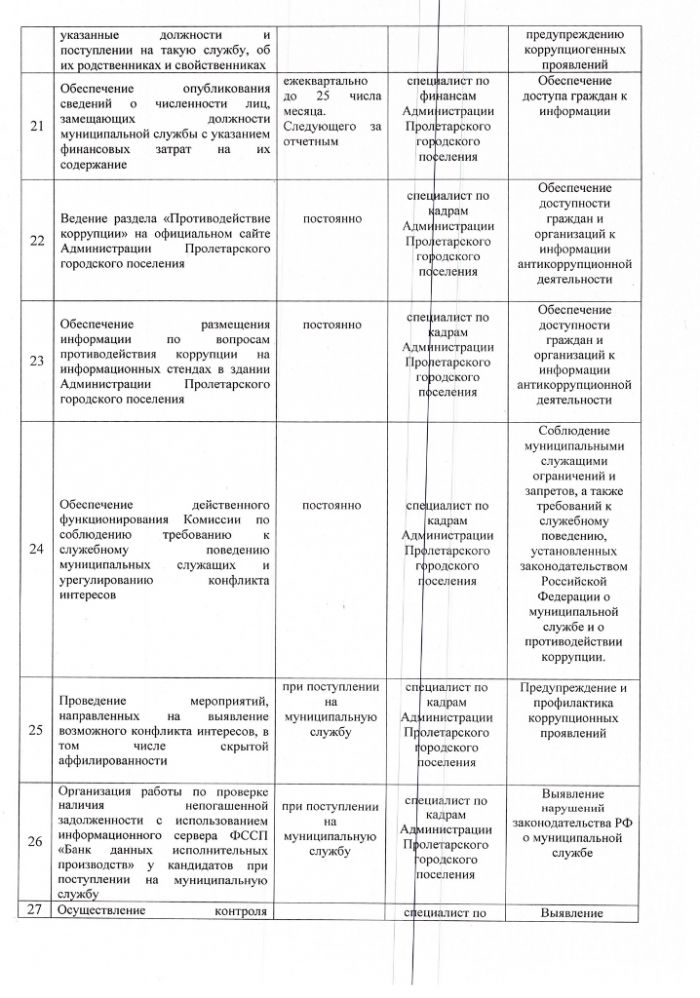 указанные должности и
поступлении на такую службу, об
их родственниках и свойственниках
предупреждению
коррупциогенных
проявлений
21
Обеспечение опубликования
сведений о численности лиц,
замещающих должности
муниципальной службы с указанием
финансовых затрат на их
содержание
ежеквартально
до 25 числа
месяца.
Следующего за
отчетным
специалист по
финансам
Администрации
Пролетарского
городского
поселения
Обеспечение
доступа граждан к
информации
22
Ведение раздела «Противодействие
коррупции» на официальном сайте
Администрации Пролетарского
городского поселения
постоянно
специалист по
кадрам
Администрации
Пролетарского
городского
поселения
Обеспечение
доступности
граждан и
организаций к
информации
антикоррупционной
деятельности
23
Обеспечение размещения
информации по вопросам
противодействия коррупции на
информационных стендах в здании
Администрации Пролетарского
городского поселения
постоянно
специалист по
кадрам
Администрации
Пролетарского
городского
поселения
Обеспечение
доступности
граждан и
организаций к
информации
антикоррупционной
деятельности
24
Обеспечение действенного
функционирования Комиссии по
соблюдению требованию к
служебному поведению
муниципальных служащих и
урегулированию конфликта
интересов
постоянно
специалист по
кадрам
Администрации
Пролетарского
городского
поселения
Соблюдение
муниципальными
служащими
ограничений и
запретов, а также
требований к
служебному
поведению,
установленных
законодательством
Российской
Федерации о
муниципальной
службе и о
противодействии
коррупции.
25
Проведение мероприятий,
направленных на выявление
возможного конфликта интересов, в
том числе скрытой
аффилированности
при поступлении
на
муниципальную
службу
специалист по
кадрам
Администрации
Пролетарского
городского
поселения
Предупреждение и
профилактика
коррупционных
проявлений
26
Организация работы по проверке
наличия непогашенной
задолженности с использованием
информационного сервера ФССП
«Банк данных исполнительных
производств» у кандидатов при
поступлении на муниципальную
службу
при поступлении
на
муниципальную
службу
специалист по
кадрам
Администрации
Пролетарского
городского
поселения
Выявление
нарушений
законодательства РФ
о муниципальной
службе
27
Осуществление контроля
специалист по
Выявление